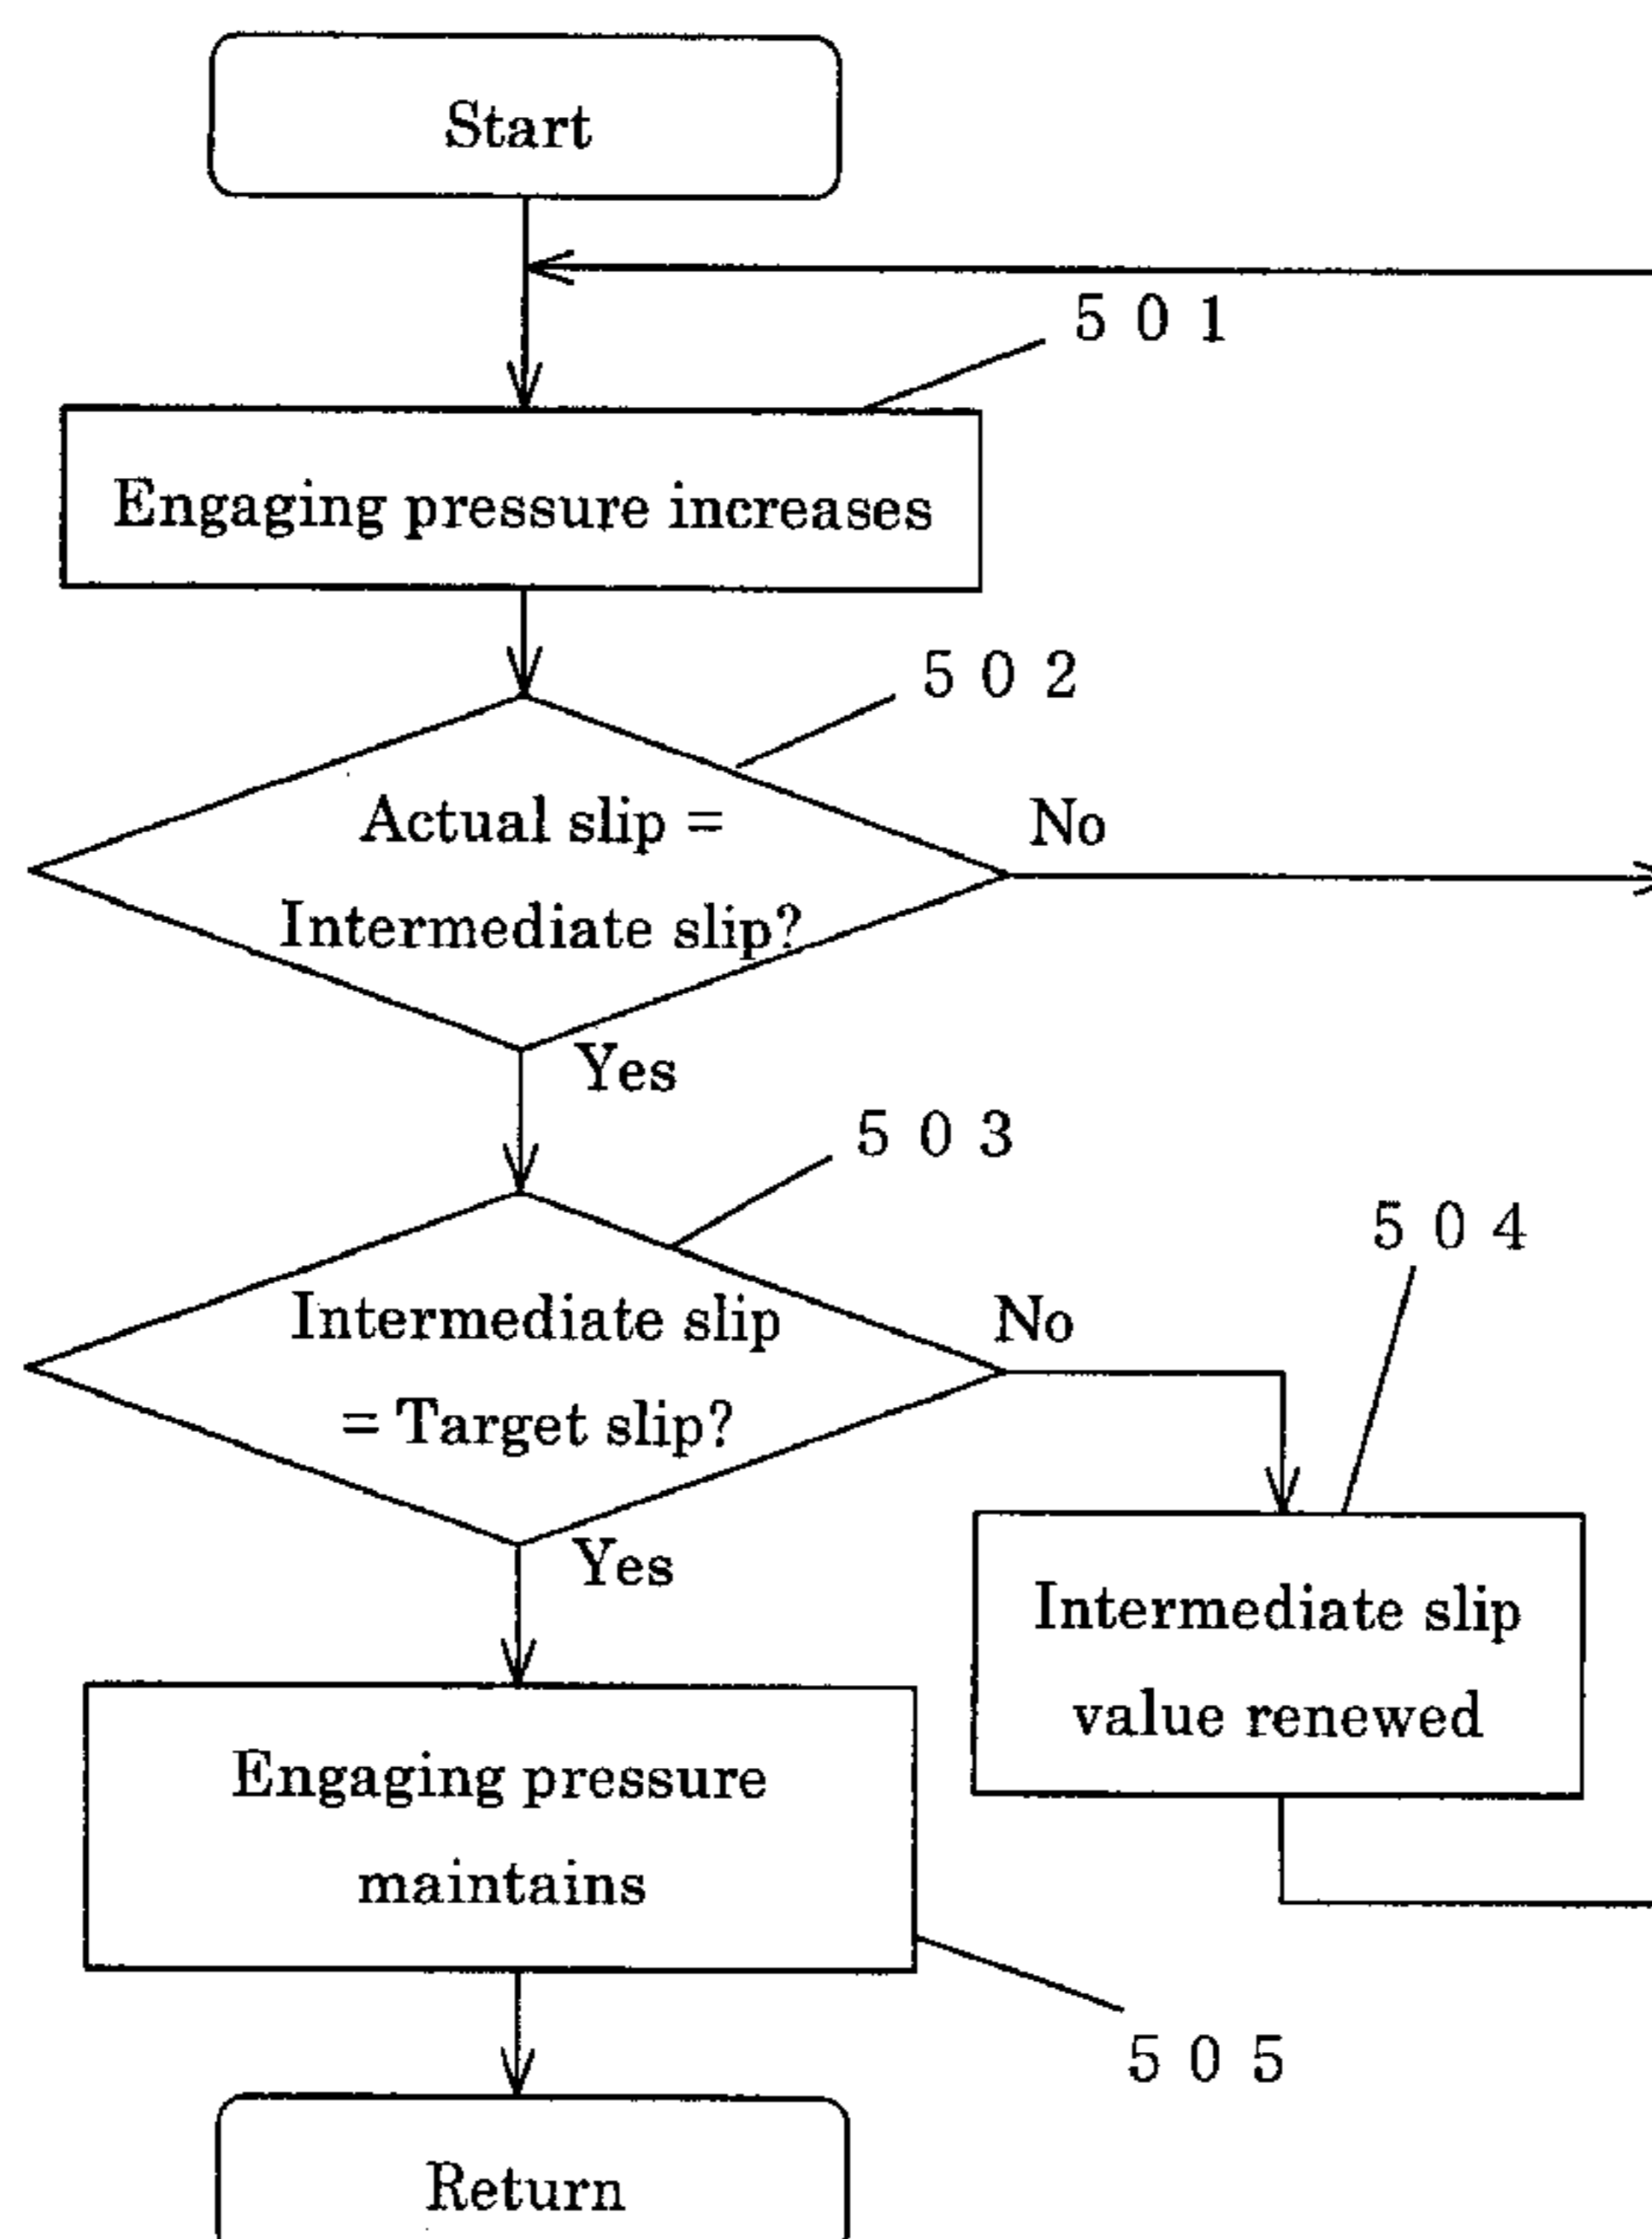 Start
5 0 1
Engaging pressure increases
5 0 2
Actual slip =
Intermediate slip?
No
Yes
5 0 3
Intermediate slip
= Target slip?
No
Yes
5 0 4
Intermediate slip
value renewed
Engaging pressure
maintains
5 0 5
Return